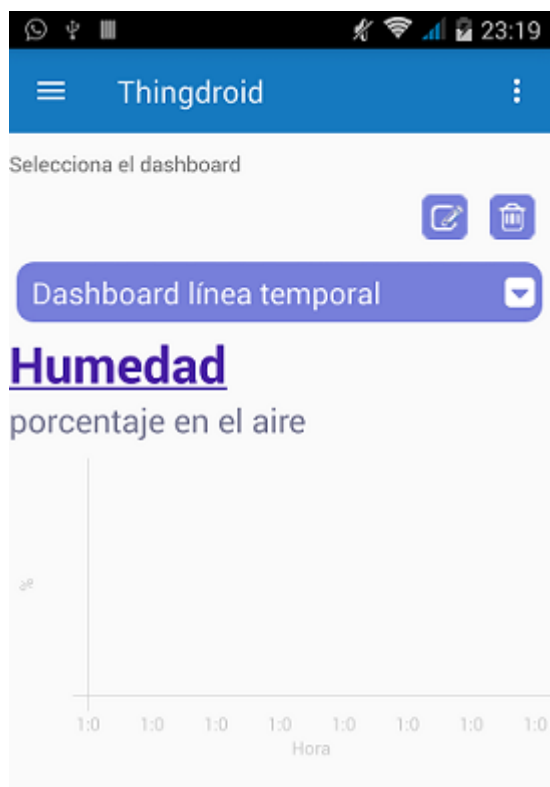 23:19
Thingdroid
Selecciona el dashboard
Dashboard línea temporal
Humedad
porcentaje en el aire
%
1:0 1:0 1:0 1:0 1:0 1:0 1:0 1:0
Hora